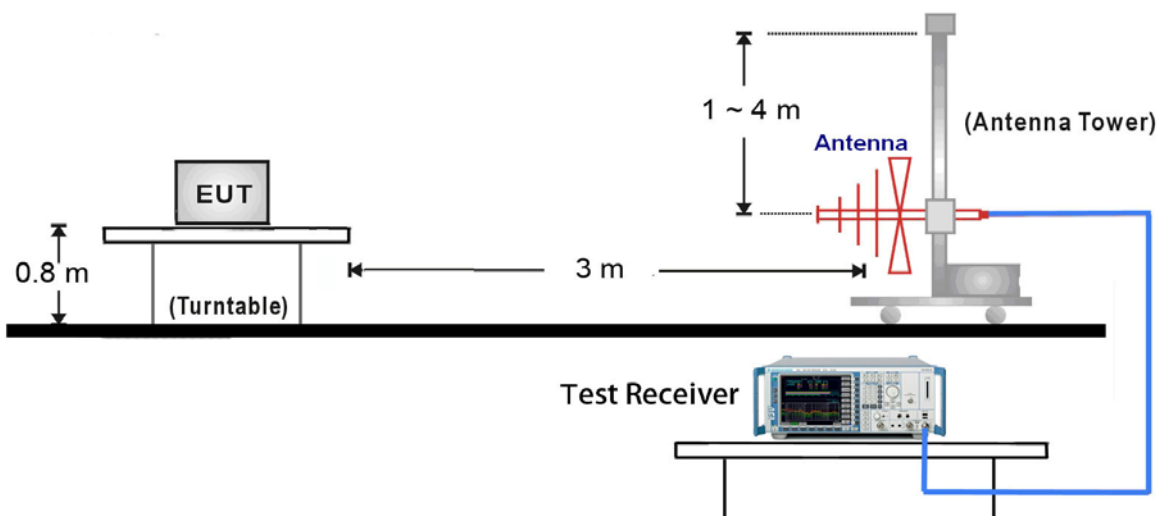 1 ~ 4 m
(Antenna Tower)
Antenna
EUT
0.8 m
3 m
(Turntable)
Test Receiver